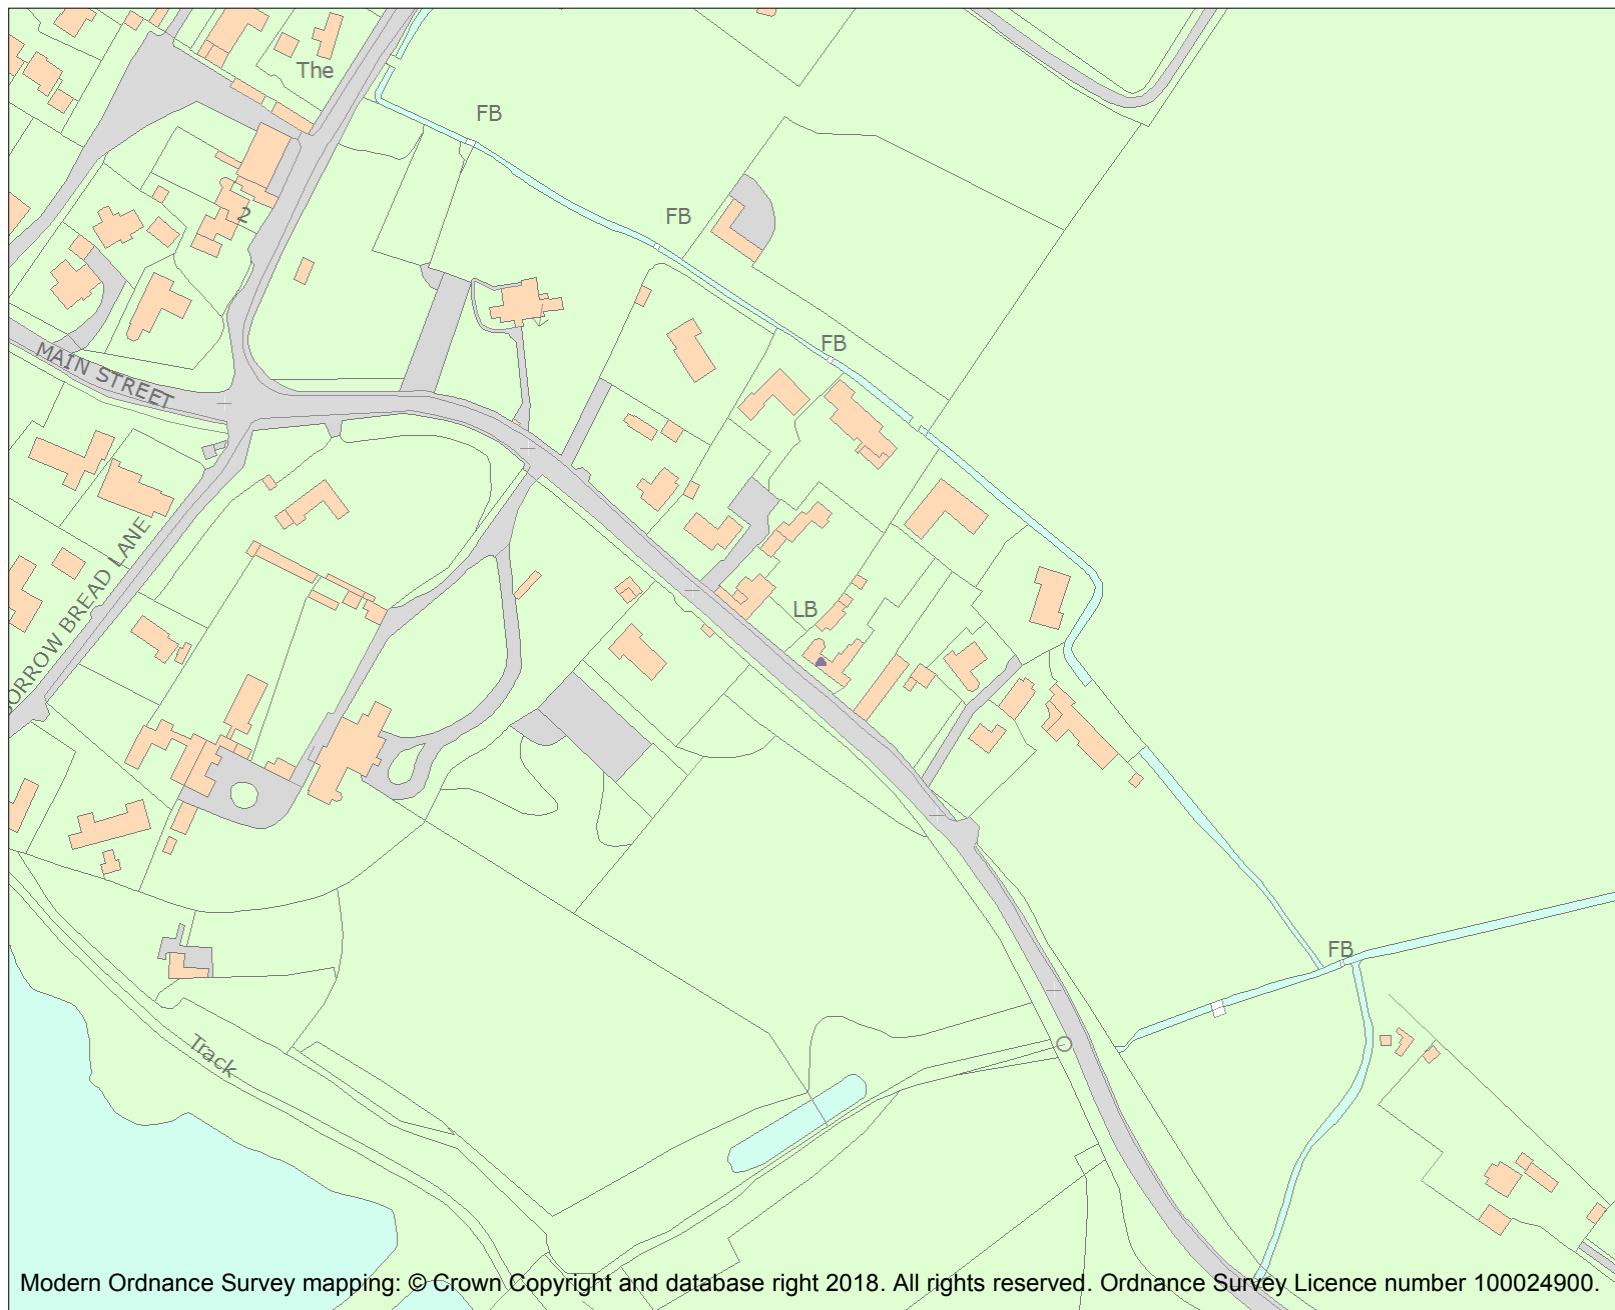 The
FB
2
FB
FB
MAIN STREET
LB
ORROW BREAD LANE
FB
Track
Modern Ordnance Survey mapping: © Crown Copyright and database right 2018. All rights reserved. Ordnance Survey Licence number 100024900.